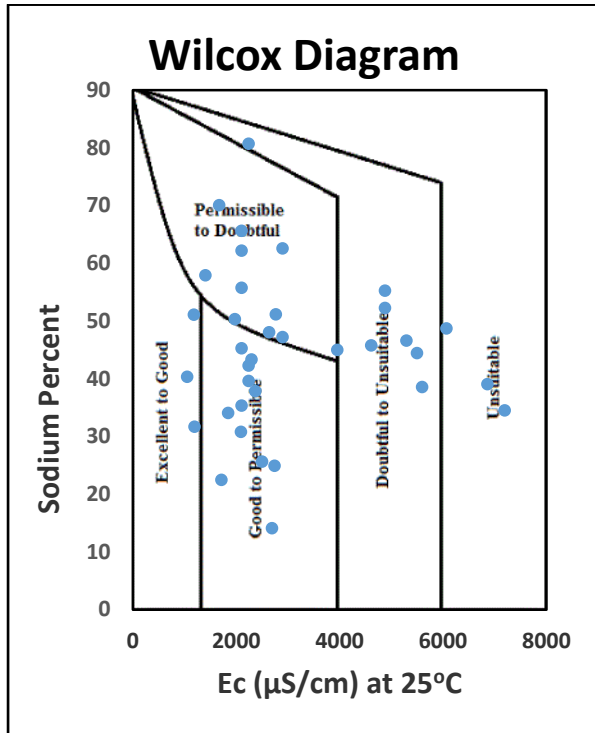 Wilcox Diagram
90
80
70
60
50
40
30
20
10
0
Sodium Percent
Permissible
to Doubtful
Excellent to Good
Good to Permissible
Doubtful to Unsuitable
Unsuitable
0 2000 4000 6000 8000
Ec (µS/cm) at 25°C